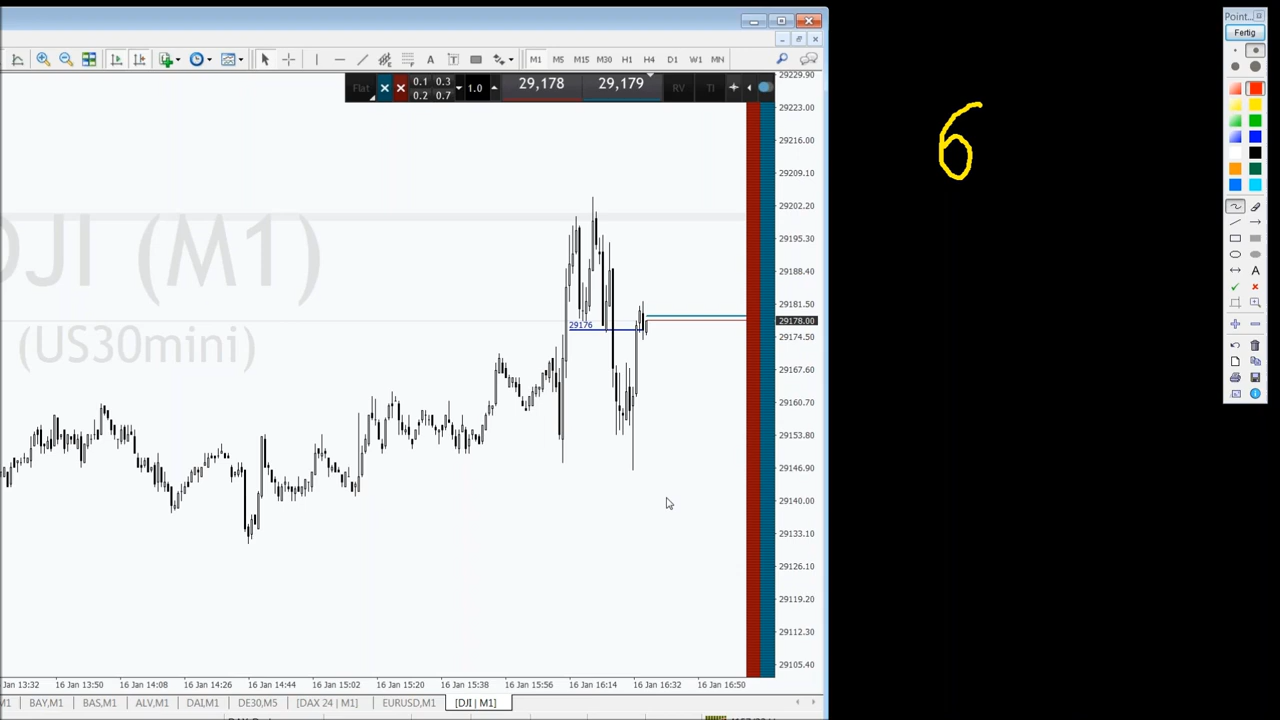 Point...
Fertig
M1 M5 M15 M30 H1 H4 D1 W1 MN
A T
Flat 0.1 0.3 1.0 29,178 29,179 RV TI
0.2 0.7
29229.90
29223.00
29216.00
29209.10
29202.20
29195.30
29188.40
29181.50
29178.00
29174.50
29167.60
29160.70
29153.80
29146.90
29140.00
29133.10
29126.10
29119.20
29112.30
29105.40
DJI (M1)
(US30mini)
29176
6
A
Jan 13:32 16 Jan 13:50 16 Jan 14:08 16 Jan 14:26 16 Jan 14:44 16 Jan 15:02 16 Jan 15:20 16 Jan 15:38 16 Jan 15:56 16 Jan 16:14 16 Jan 16:32 16 Jan 16:50
M1 BAY,M1 BAS,M1 ALV,M1 DAI,M1 DE30,M5 [DAX 24 | M1] EURUSD,M1 [DJI | M1]